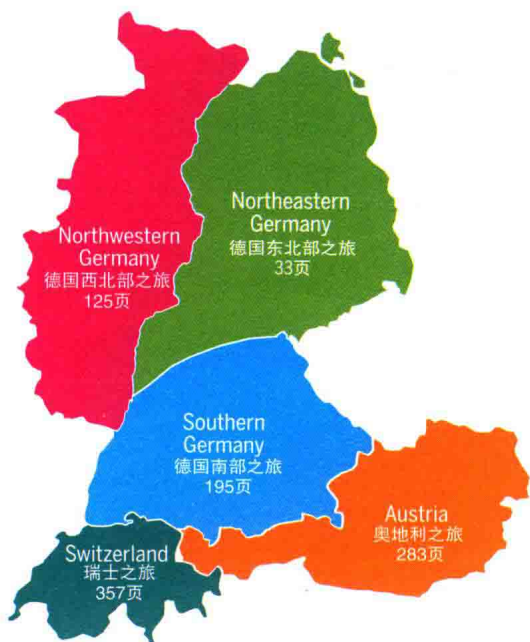 Northwestern
Germany
德国西北部之旅
125页
Northeastern
Germany
德国东北部之旅
33页
Southern
Germany
德国南部之旅
195页
Austria
奥地利之旅
283页
Switzerland
瑞士之旅
357页